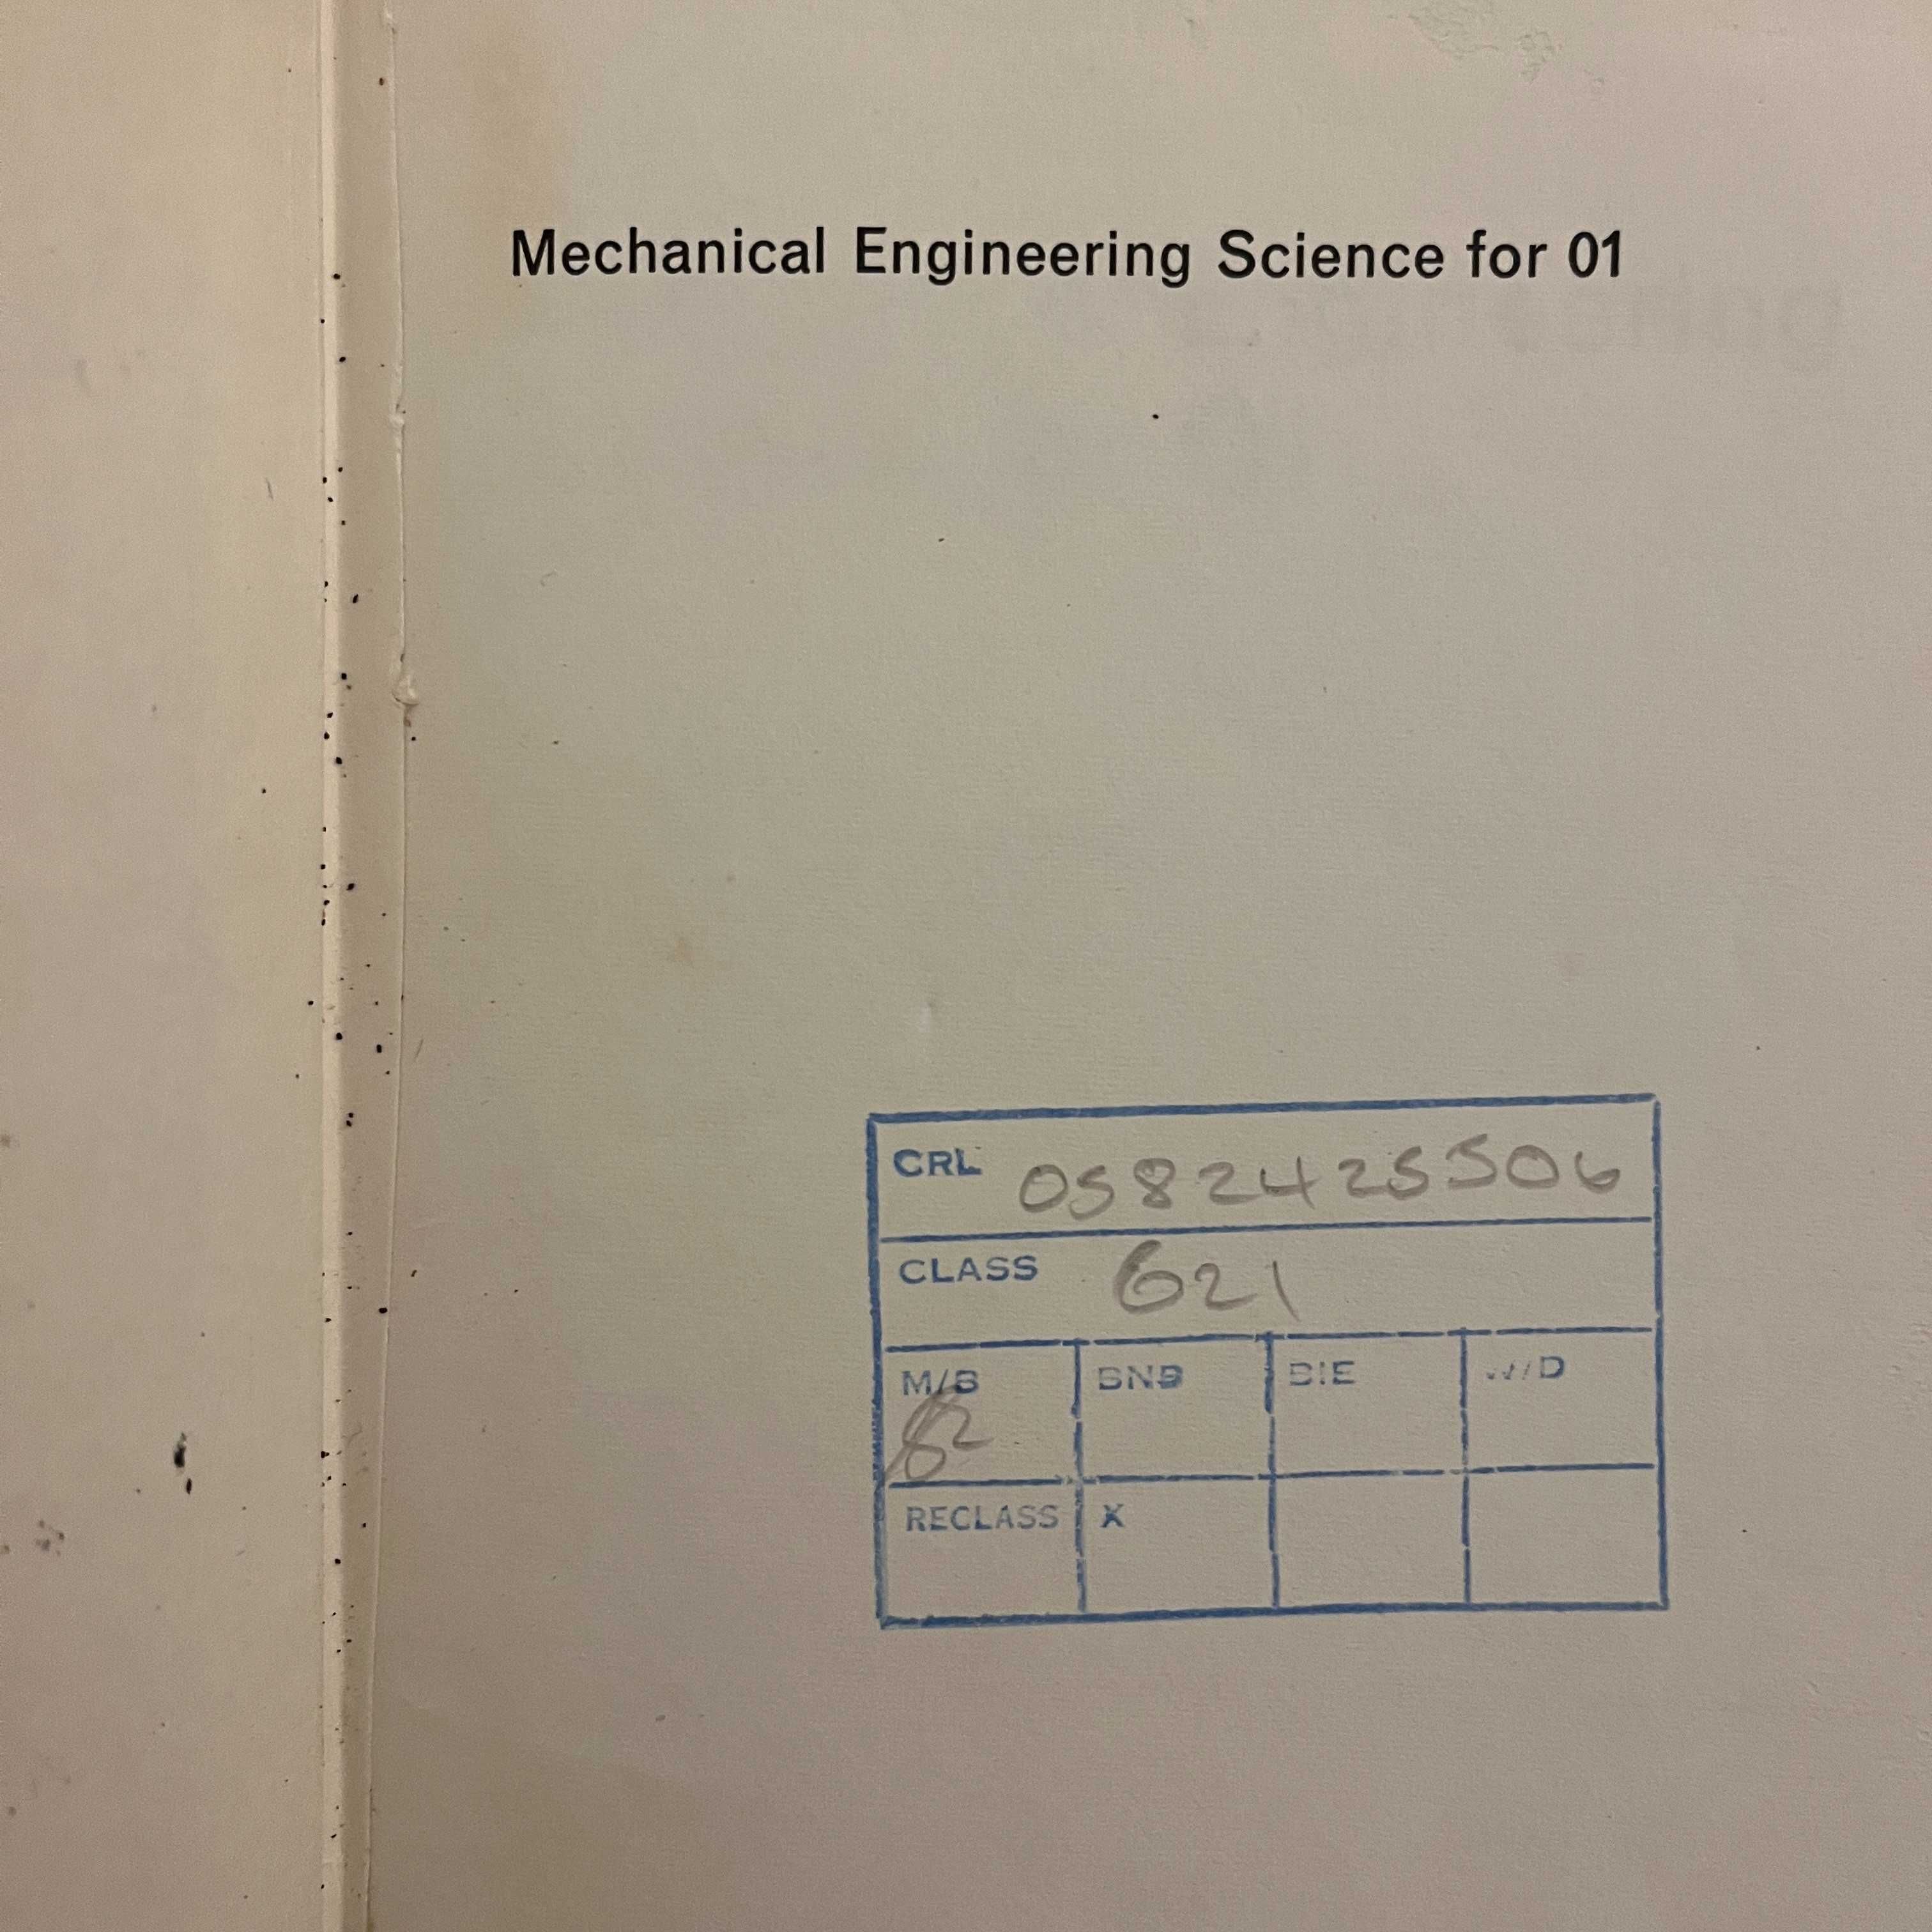 Mechanical Engineering Science for 01
CRL 0582425506
CLASS 621
M/B BNB BIE W/D
82
RECLASS X